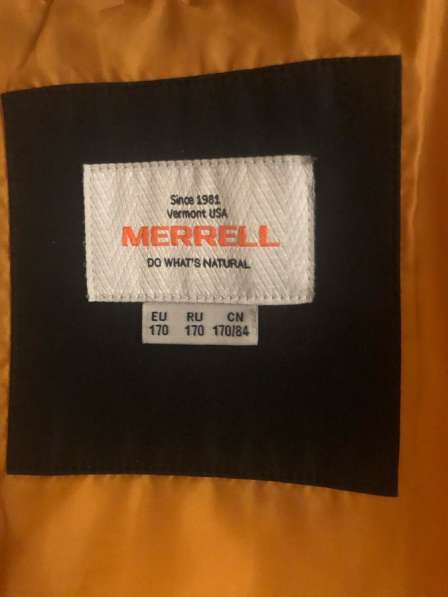 Since 1981
Vermont USA
MERRELL
DO WHAT'S NATURAL
EU RU CN
170 170 170/84